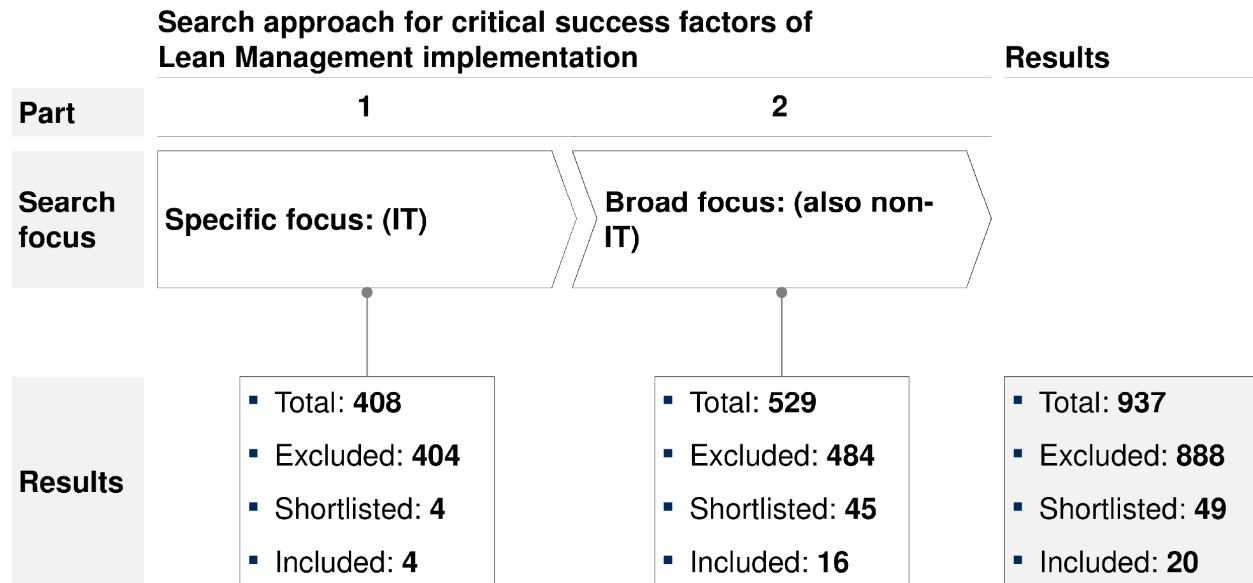 Search approach for critical success factors of
Lean Management implementation
Results
Part
1
2
Search
focus
Specific focus: (IT)
Broad focus: (also non-
IT)
Results
▪ Total: 408
▪ Excluded: 404
▪ Shortlisted: 4
▪ Included: 4
▪ Total: 529
▪ Excluded: 484
▪ Shortlisted: 45
▪ Included: 16
▪ Total: 937
▪ Excluded: 888
▪ Shortlisted: 49
▪ Included: 20